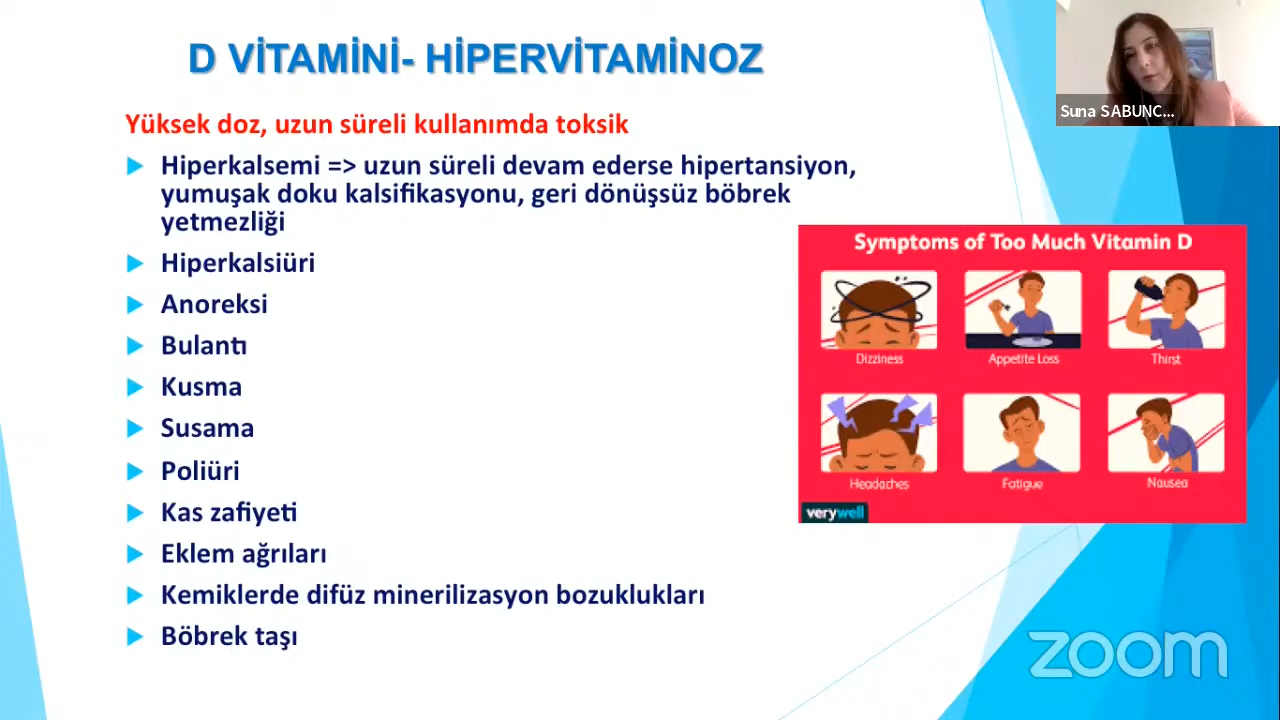 D VİTAMİNİ- HİPERVİTAMİNOZ
Suna SABUNC...
Yüksek doz, uzun süreli kullanımda toksik
Hiperkalsemi => uzun süreli devam ederse hipertansiyon,
yumuşak doku kalsifikasyonu, geri dönüşsüz böbrek
yetmezliği
Hiperkalsiüri
Anoreksi
Bulantı
Kusma
Susama
Poliüri
Kas zafiyeti
Eklem ağrıları
Kemiklerde difüz minerilizasyon bozuklukları
Böbrek taşı
Symptoms of Too Much Vitamin D
Dizziness
Appetite Loss
Thirst
Headaches
Fatigue
Nausea
verywell
zoom